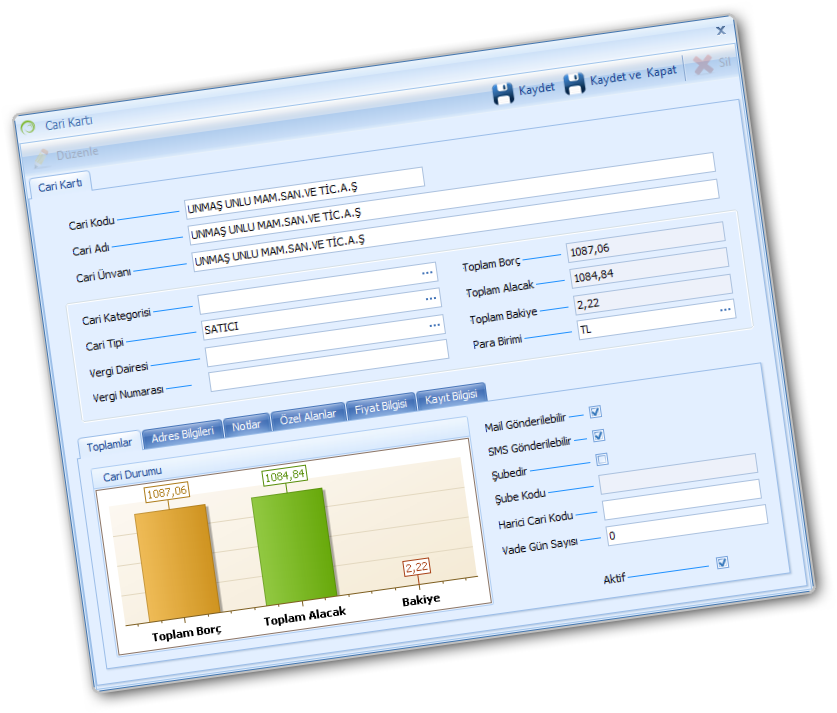 Cari Kartı
Düzenle
Kaydet
Kaydet ve Kapat
Sil
Cari Kartı
Cari Kodu UNMAŞ UNLU MAM.SAN.VE TİC.A.Ş
Cari Adı UNMAŞ UNLU MAM.SAN.VE TİC.A.Ş
Cari Ünvanı UNMAŞ UNLU MAM.SAN.VE TİC.A.Ş
Cari Kategorisi
Cari Tipi SATICI
Vergi Dairesi
Vergi Numarası
Toplam Borç 1087,06
Toplam Alacak 1084,84
Toplam Bakiye 2,22
Para Birimi TL
Toplamlar Adres Bilgileri Notlar Özel Alanlar Fiyat Bilgisi Kayıt Bilgisi
Cari Durumu
1087,06
1084,84
2,22
Toplam Borç
Toplam Alacak
Bakiye
Mail Gönderilebilir
SMS Gönderilebilir
Şubedir
Şube Kodu
Harici Cari Kodu
Vade Gün Sayısı 0
Aktif